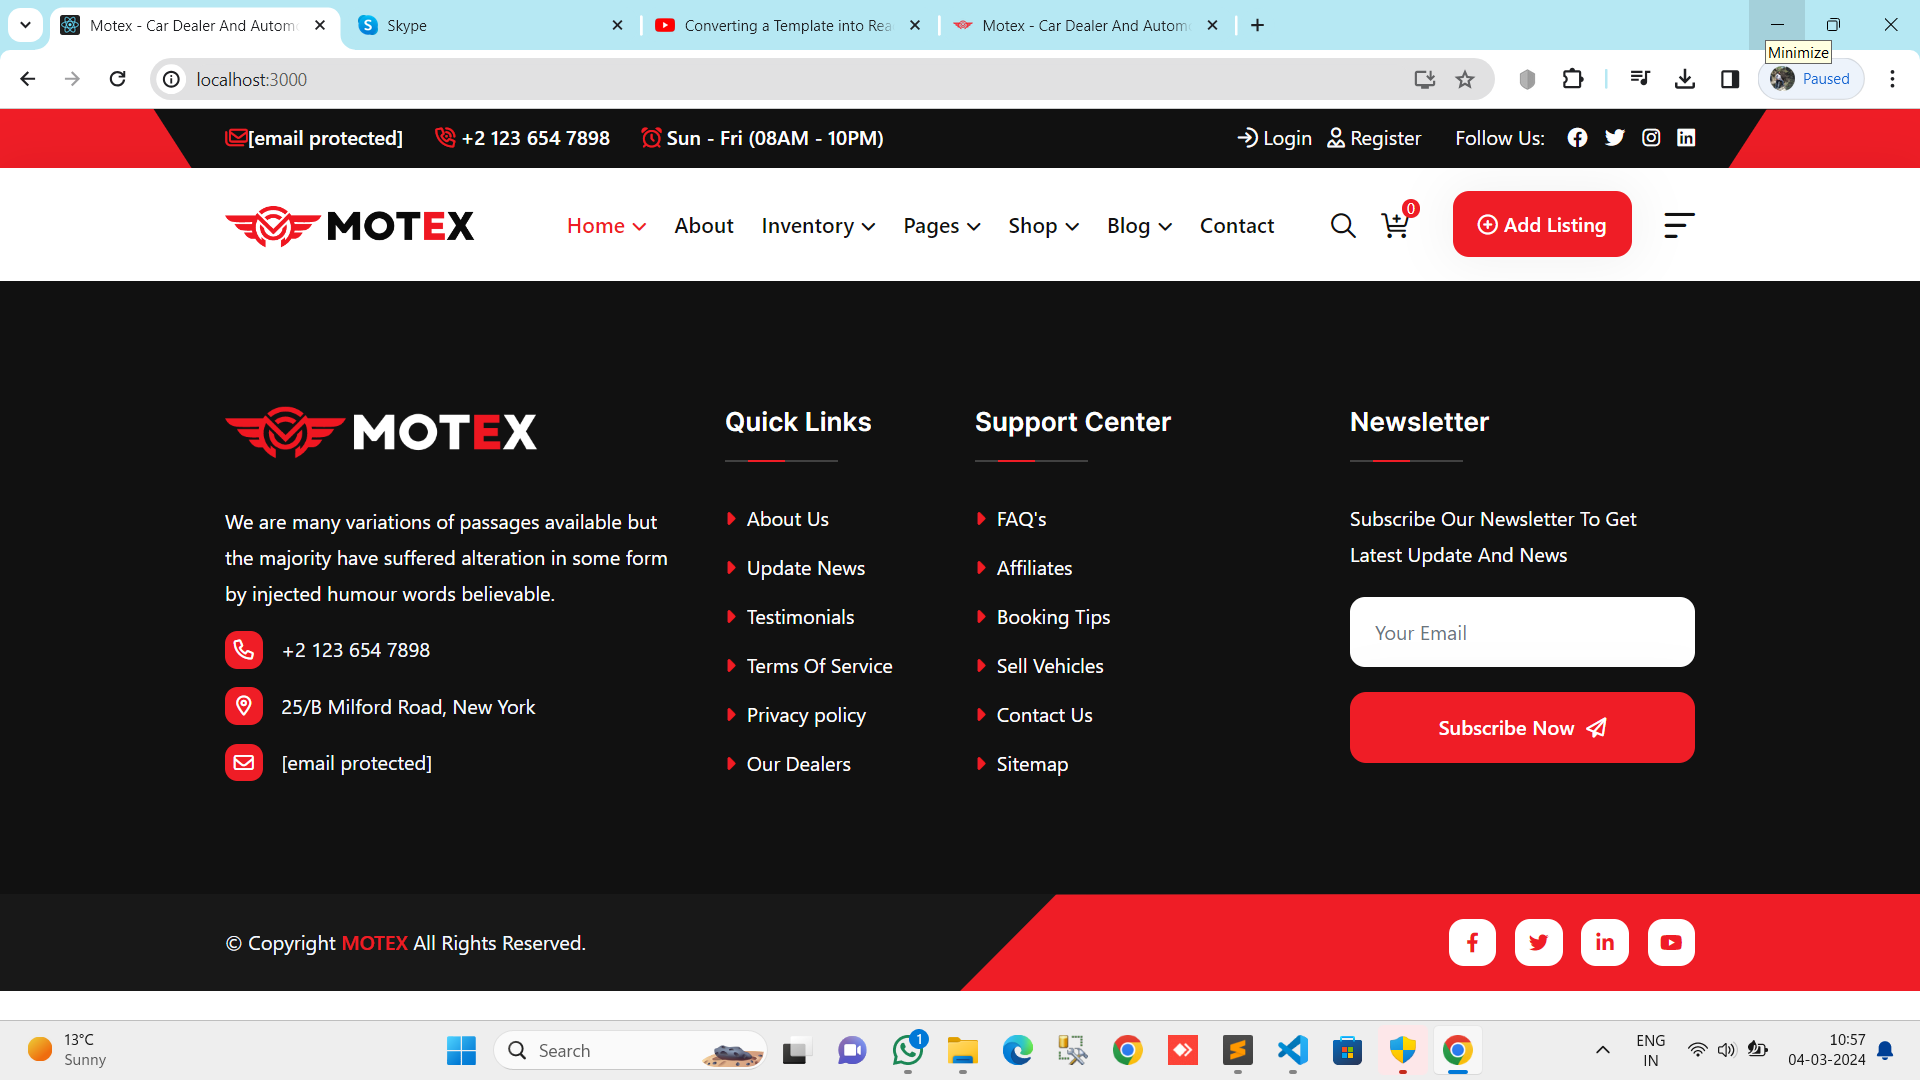 Motex - Car Dealer And Autom
Skype
Converting a Template into Rea
Motex - Car Dealer And Autom
Minimize
localhost:3000
Paused
[email protected]
+2 123 654 7898
Sun - Fri (08AM - 10PM)
Login
Register
Follow Us:
MOTEX
Home
About
Inventory
Pages
Shop
Blog
Contact
0
Add Listing
MOTEX
We are many variations of passages available but
the majority have suffered alteration in some form
by injected humour words believable.
+2 123 654 7898
25/B Milford Road, New York
[email protected]
Quick Links
About Us
Update News
Testimonials
Terms Of Service
Privacy policy
Our Dealers
Support Center
FAQ's
Affiliates
Booking Tips
Sell Vehicles
Contact Us
Sitemap
Newsletter
Subscribe Our Newsletter To Get
Latest Update And News
Your Email
Subscribe Now
© Copyright MOTEX All Rights Reserved.
13°C
Sunny
Search
1
ENG
IN
10:57
04-03-2024